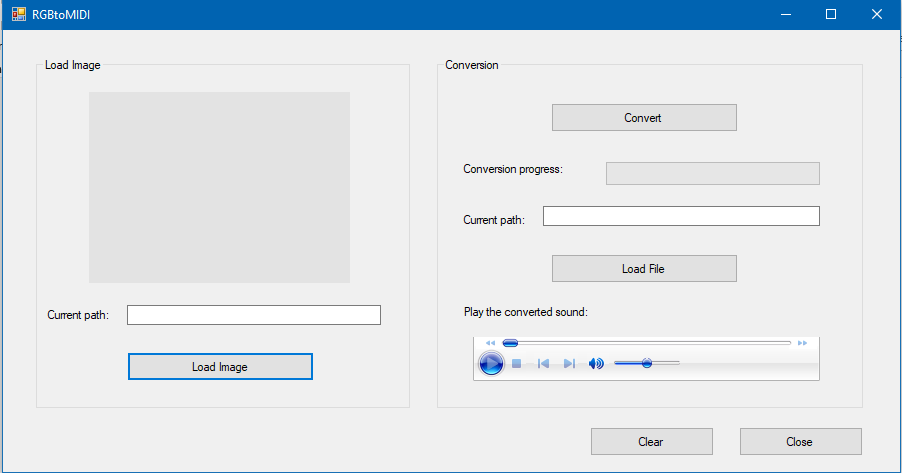 RGBtoMIDI
Load Image
Current path:
Load Image
Conversion
Convert
Conversion progress:
Current path:
Load File
Play the converted sound:
Clear
Close